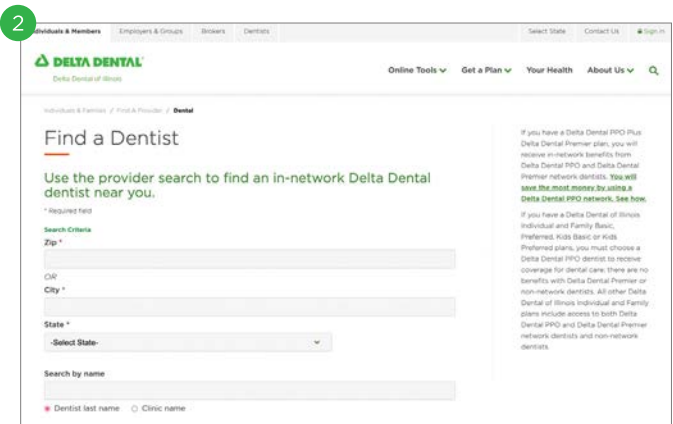 2
Individuals & Members Employers & Groups Brokers Dentists Select State Contact Us Sign In
DELTA DENTAL
Delta Dental of Illinois
Online Tools Get a Plan Your Health About Us
Individuals & Families / Find A Provider / Dental
Find a Dentist
Use the provider search to find an in-network Delta Dental
dentist near you.
* Required field
Search Criteria
Zip *
OR
City *
State *
-Select State-
Search by name
Dentist last name Clinic name
If you have a Delta Dental PPO Plus
Delta Dental Premier plan, you will
receive in-network benefits from
Delta Dental PPO and Delta Dental
Premier network dentists. You will
save the most money by using a
Delta Dental PPO network. See how.
If you have a Delta Dental of Illinois
Individual and Family Basic,
Preferred, Kids Basic or Kids
Preferred plans, you must choose a
Delta Dental PPO dentist to receive
coverage for dental care; there are no
benefits with Delta Dental Premier or
non-network dentists. All other Delta
Dental of Illinois Individual and Family
plans include access to both Delta
Dental PPO and Delta Dental Premier
network dentists and non-network
dentists.